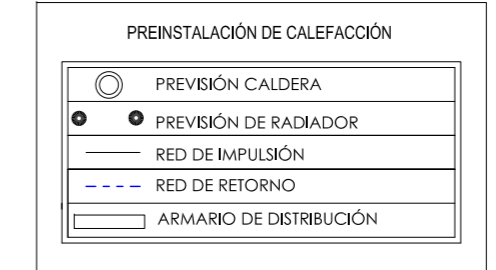 PREINSTALACIÓN DE CALEFACCIÓN
PREVISIÓN CALDERA
PREVISIÓN DE RADIADOR
RED DE IMPULSIÓN
RED DE RETORNO
ARMARIO DE DISTRIBUCIÓN